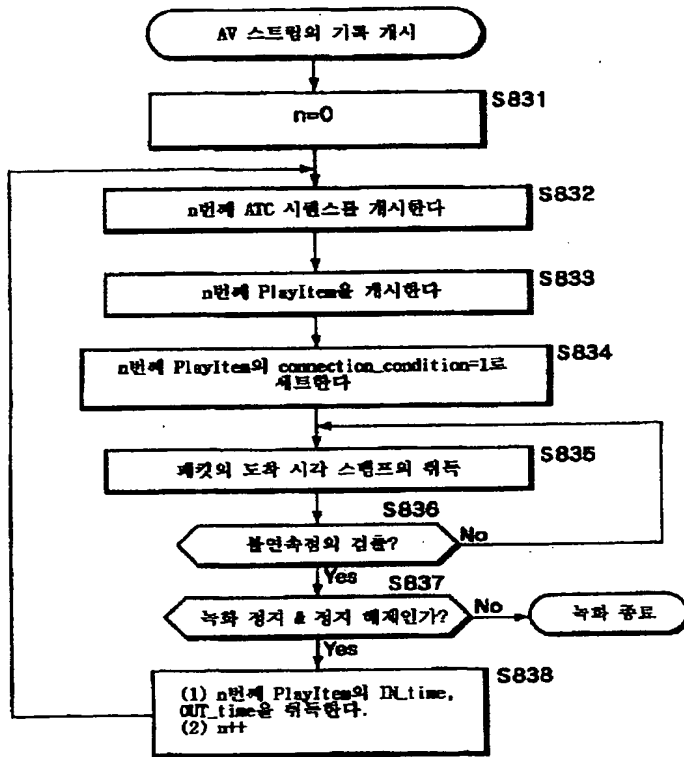 AV 스트림의 기록 개시
S831
n=0
S832
n번째 ATC 시퀀스를 개시한다
S833
n번째 PlayItem을 개시한다
S834
n번째 PlayItem의 connection_condition=1로
세트한다
S835
패킷의 도착 시각 스탬프의 취득
S836
불연속점의 검출?
No
Yes
S837
녹화 정지 & 정지 해제인가?
No
녹화 종료
Yes
S838
(1) n번째 PlayItem의 IN_time,
OUT_time을 취득한다.
(2) n++